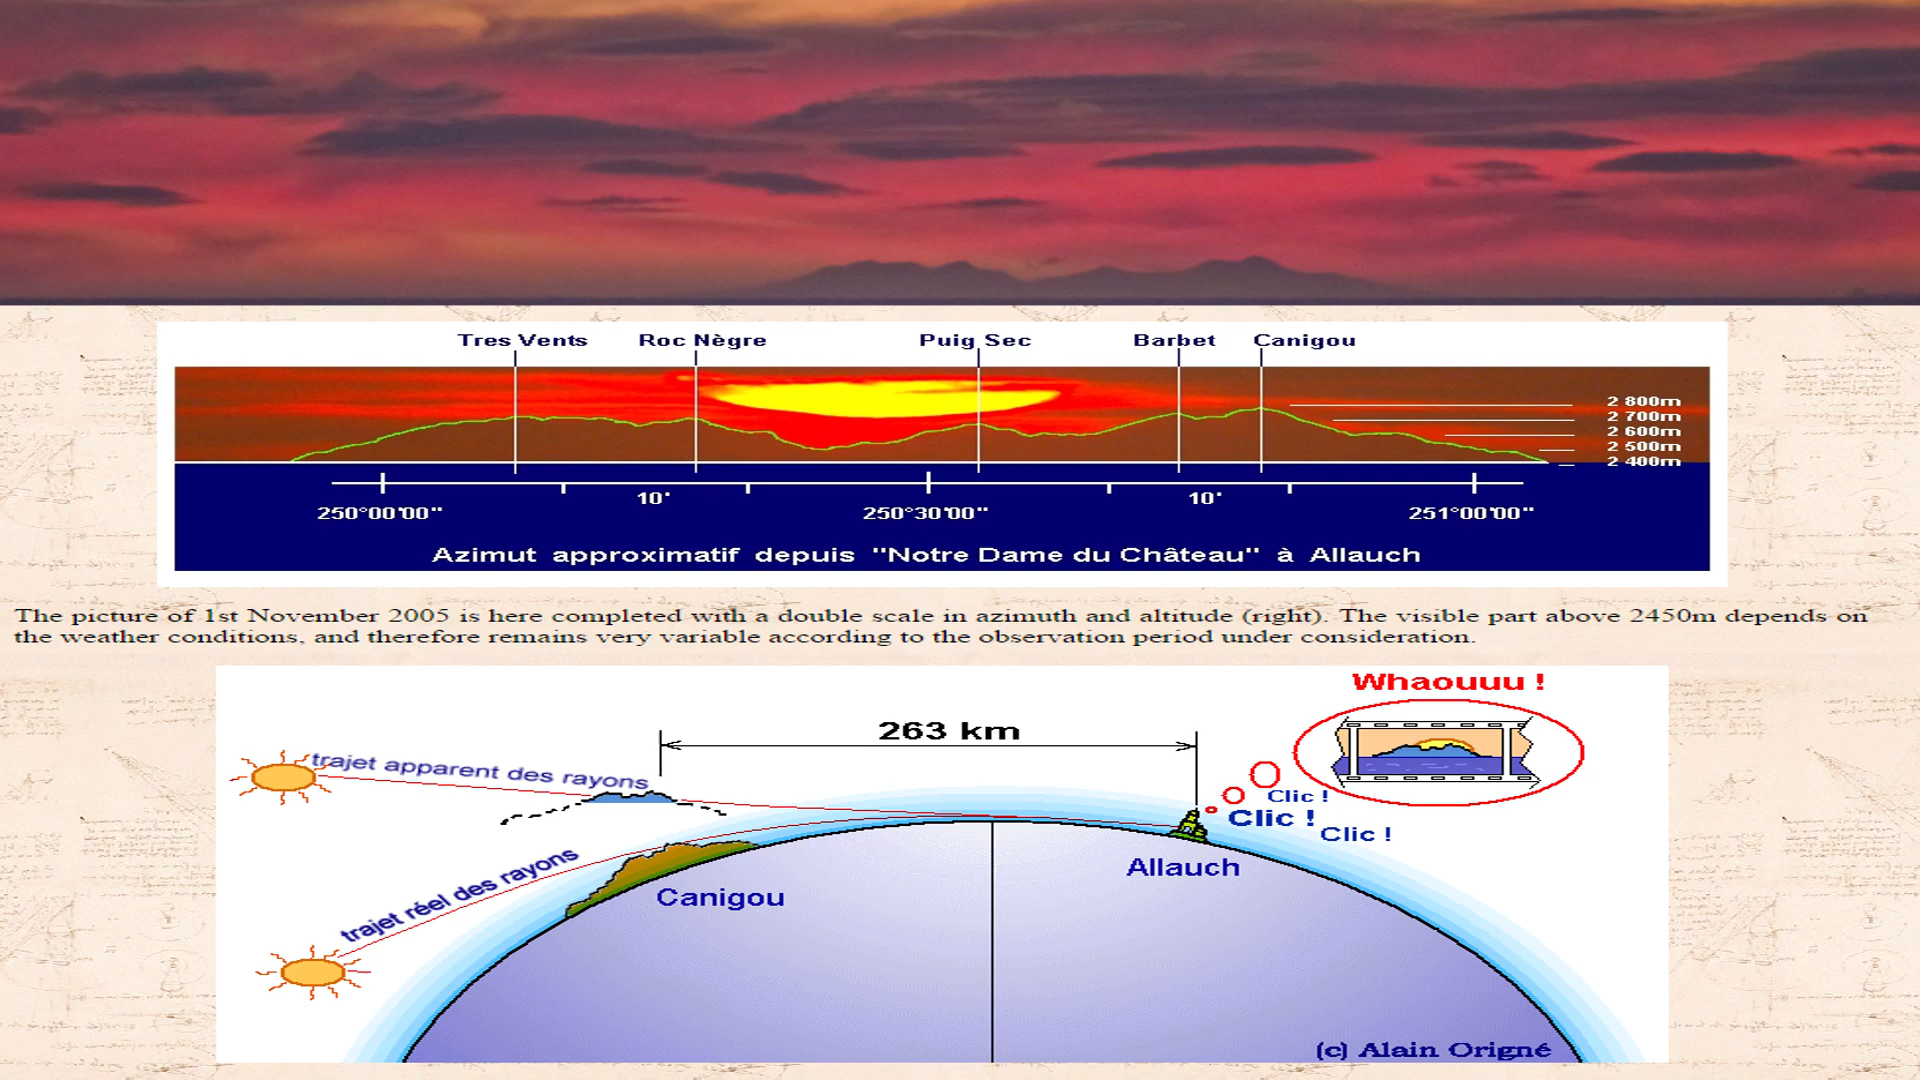 Tres Vents Roc Nègre Puig Sec Barbet Canigou
2 800m
2 700m
2 600m
2 500m
2 400m
10' 10'
250°00'00" 250°30'00" 251°00'00"
Azimut approximatif depuis "Notre Dame du Château" à Allauch
The picture of 1st November 2005 is here completed with a double scale in azimuth and altitude (right). The visible part above 2450m depends on
the weather conditions, and therefore remains very variable according to the observation period under consideration.
Whaouuu !
263 km
trajet apparent des rayons
Clic !
Clic !
Clic !
trajet réel des rayons
Canigou
Allauch
(c) Alain Origné